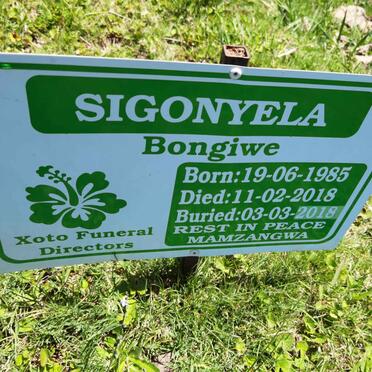 SIGONYELA
Bongiwe
Born:19-06-1985
Died:11-02-2018
Buried:03-03-2018
REST IN PEACE
MAMZANGWA
Xoto Funeral
Directors